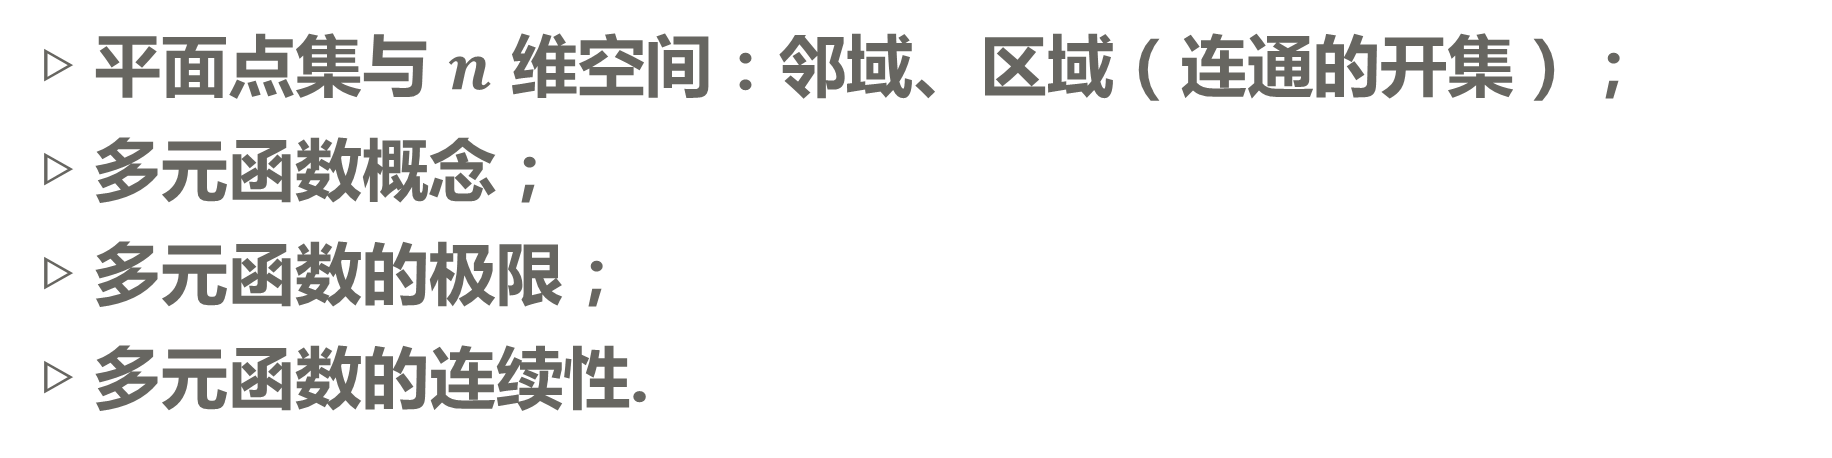 ▷ 平面点集与 n 维空间：邻域、区域（连通的开集）；
▷ 多元函数概念；
▷ 多元函数的极限；
▷ 多元函数的连续性.